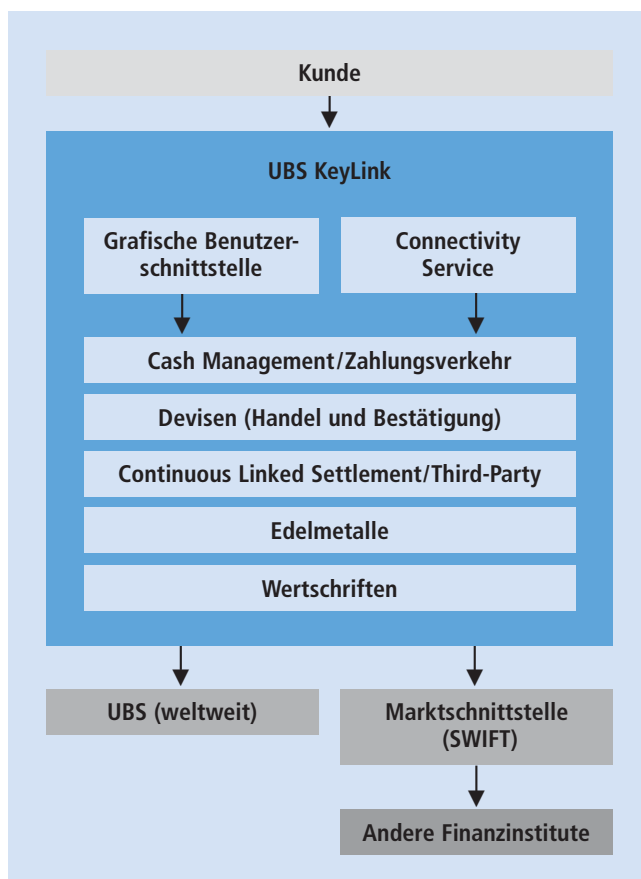 Kunde
UBS KeyLink
Grafische Benutzer-
schnittstelle
Connectivity
Service
Cash Management/Zahlungsverkehr
Devisen (Handel und Bestätigung)
Continuous Linked Settlement/Third-Party
Edelmetalle
Wertschriften
UBS (weltweit)
Marktschnittstelle
(SWIFT)
Andere Finanzinstitute